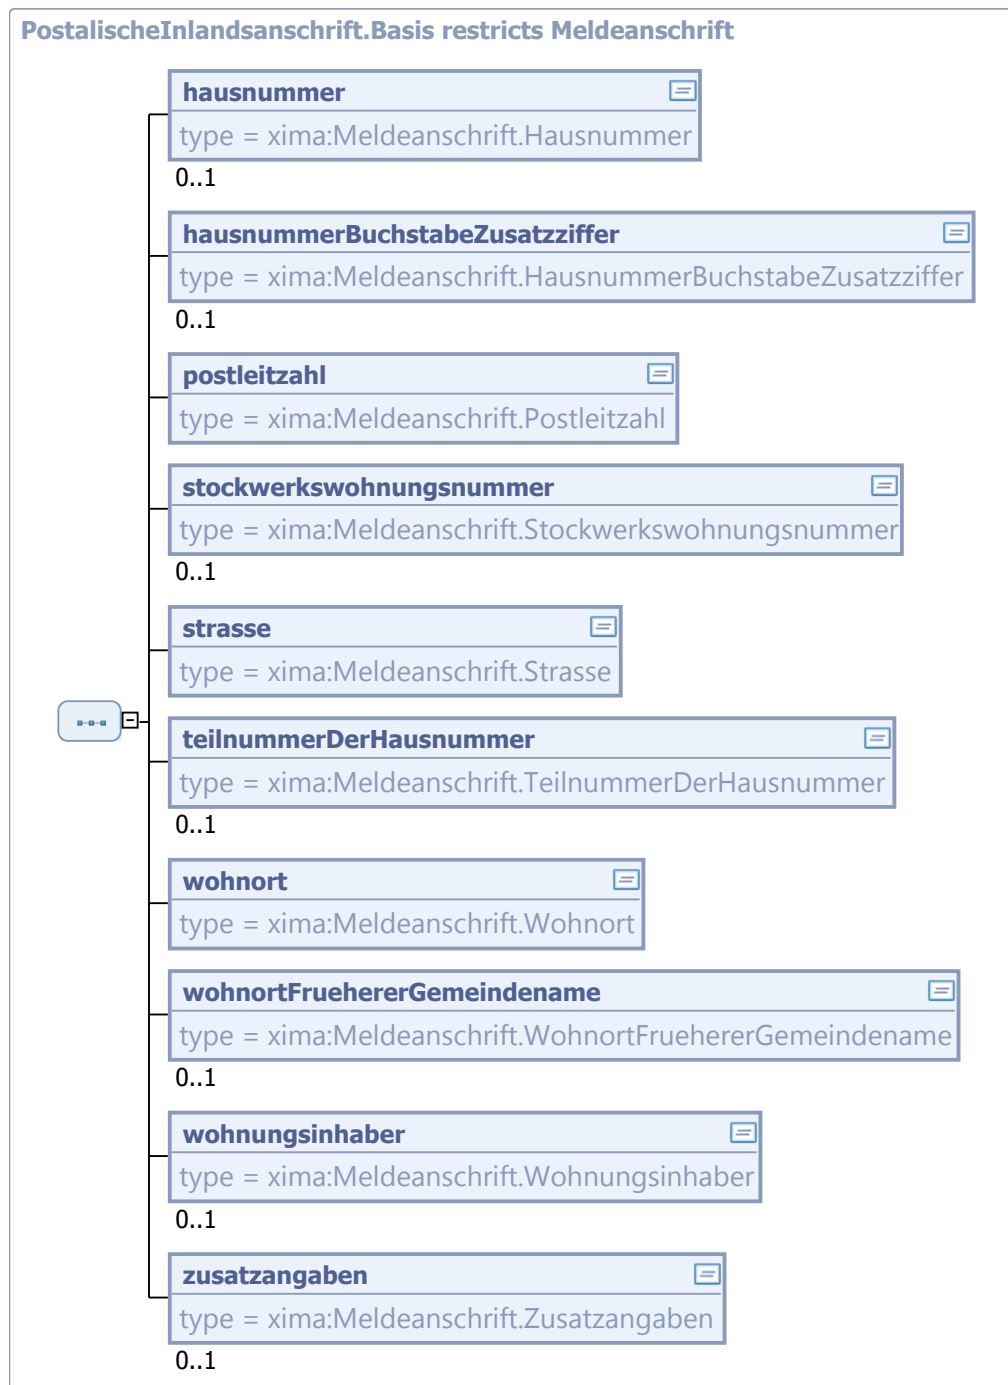 PostalischeInlandsanschrift.Basis restricts Meldeanschrift
hausnummer
type = xima:Meldeanschrift.Hausnummer
0..1
hausnummerBuchstabeZusatzziffer
type = xima:Meldeanschrift.HausnummerBuchstabeZusatzziffer
0..1
postleitzahl
type = xima:Meldeanschrift.Postleitzahl
stockwerkswohnungsnummer
type = xima:Meldeanschrift.Stockwerkswohnungsnummer
0..1
strasse
type = xima:Meldeanschrift.Strasse
teilnummerDerHausnummer
type = xima:Meldeanschrift.TeilnummerDerHausnummer
0..1
wohnort
type = xima:Meldeanschrift.Wohnort
wohnortFruehererGemeindename
type = xima:Meldeanschrift.WohnortFruehererGemeindename
0..1
wohnungsinhaber
type = xima:Meldeanschrift.Wohnungsinhaber
0..1
zusatzangaben
type = xima:Meldeanschrift.Zusatzangaben
0..1